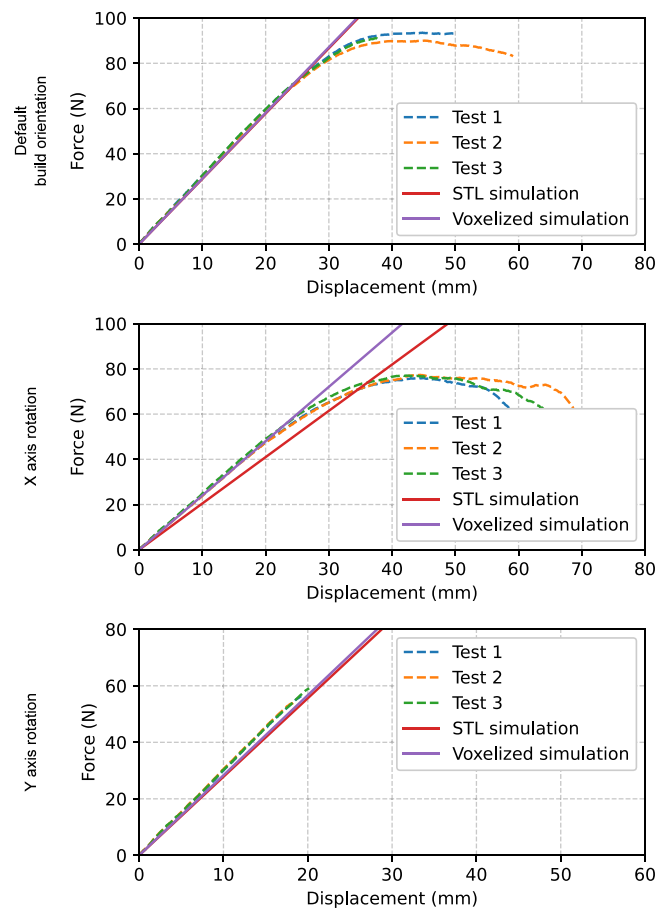 Default
build orientation
Force (N)
100
80
60
40
20
0
Test 1
Test 2
Test 3
STL simulation
Voxelized simulation
0 10 20 30 40 50 60 70 80
Displacement (mm)
X axis rotation
Force (N)
100
80
60
40
20
0
Test 1
Test 2
Test 3
STL simulation
Voxelized simulation
0 10 20 30 40 50 60 70 80
Displacement (mm)
Y axis rotation
Force (N)
80
60
40
20
0
Test 1
Test 2
Test 3
STL simulation
Voxelized simulation
0 10 20 30 40 50 60
Displacement (mm)